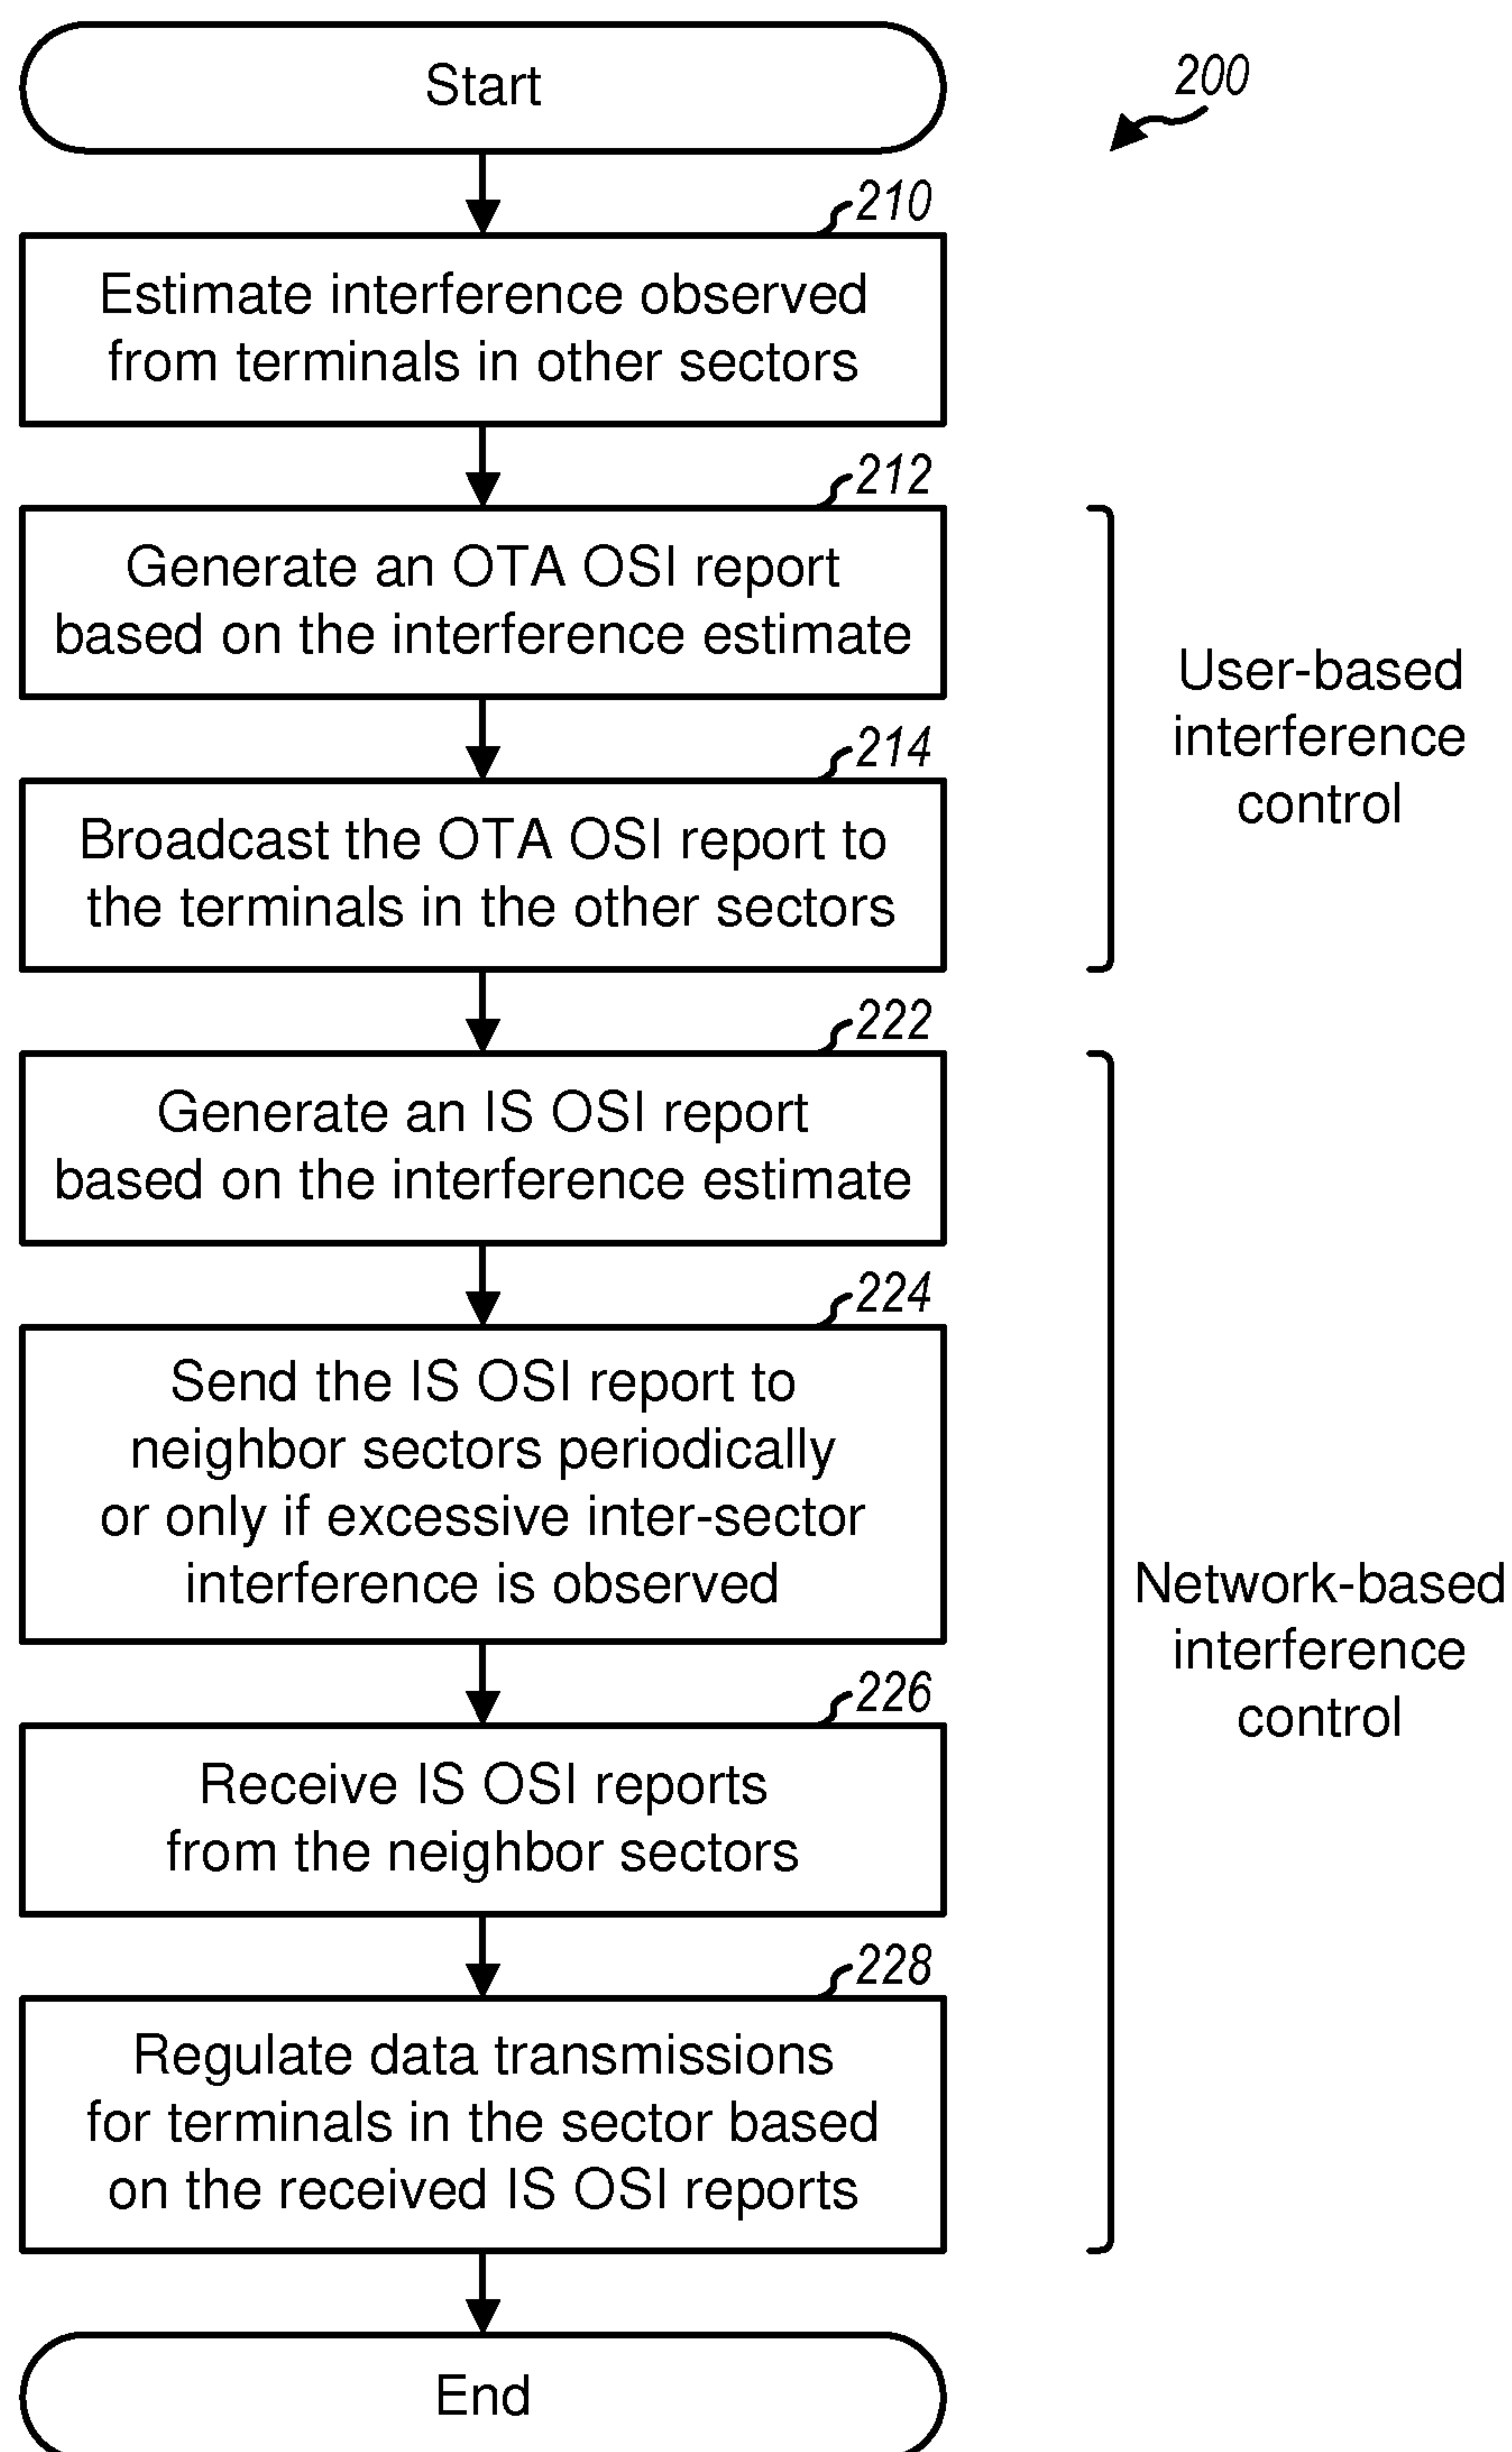 Start
200
210
Estimate interference observed
from terminals in other sectors
212
Generate an OTA OSI report
based on the interference estimate
214
Broadcast the OTA OSI report to
the terminals in the other sectors
User-based
interference
control
222
Generate an IS OSI report
based on the interference estimate
224
Send the IS OSI report to
neighbor sectors periodically
or only if excessive inter-sector
interference is observed
226
Receive IS OSI reports
from the neighbor sectors
228
Regulate data transmissions
for terminals in the sector based
on the received IS OSI reports
Network-based
interference
control
End